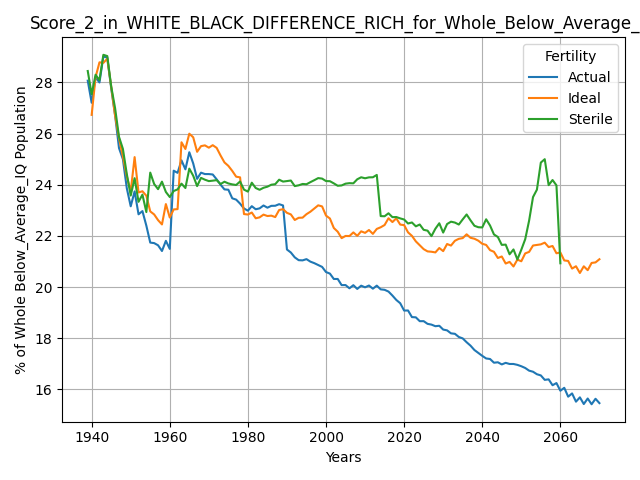 Score_2_in_WHITE_BLACK_DIFFERENCE_RICH_for_Whole_Below_Average_
Fertility
Actual
Ideal
Sterile
% of Whole Below_Average_IQ Population
28
26
24
22
20
18
16
1940 1960 1980 2000 2020 2040 2060
Years